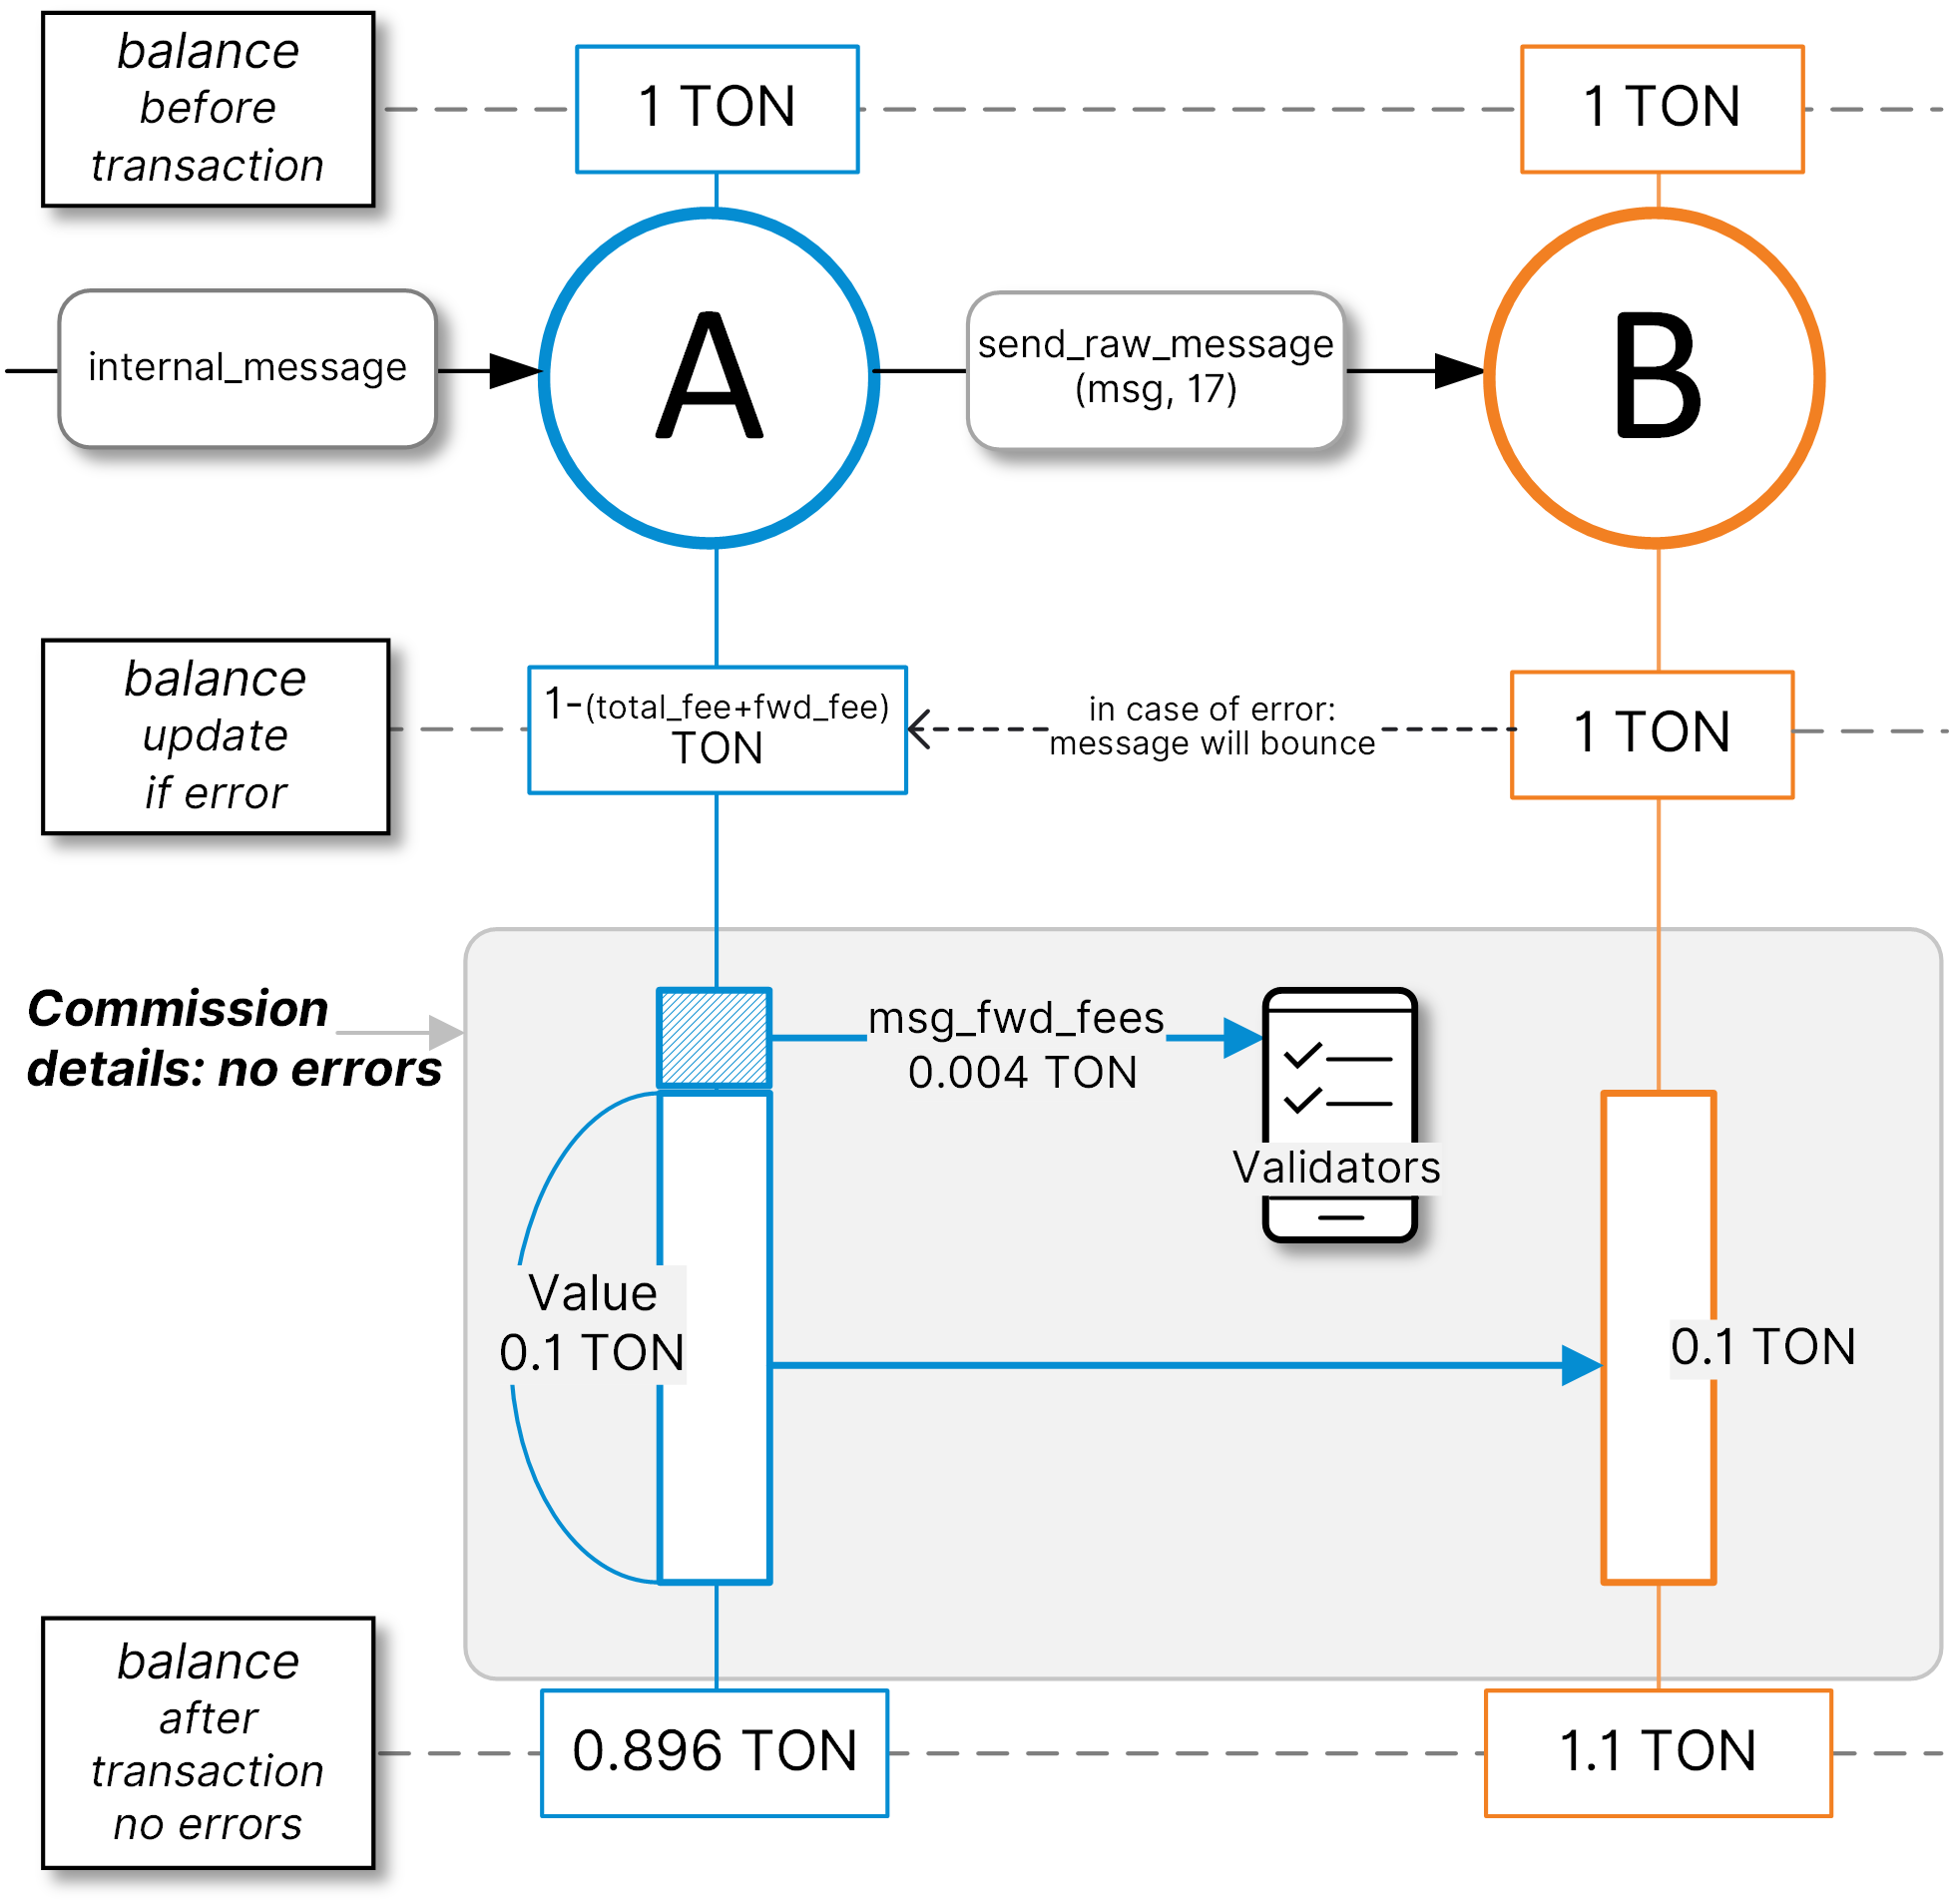 balance
before
transaction
1 TON
1 TON
internal_message
A
send_raw_message
(msg, 17)
B
balance
update
if error
1-(total_fee+fwd_fee)
TON
in case of error:
message will bounce
1 TON
Commission
details: no errors
msg_fwd_fees
0.004 TON
Validators
Value
0.1 TON
0.1 TON
balance
after
transaction
no errors
0.896 TON
1.1 TON